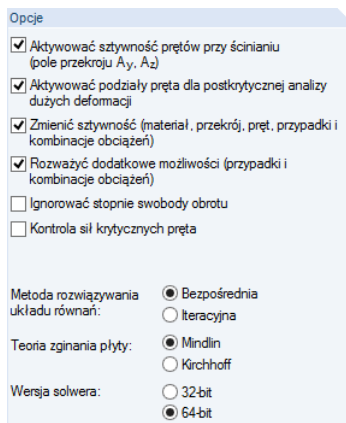 Opcje
Aktywować sztywność prętów przy ścinaniu
(pole przekroju Ay, Az)
Aktywować podziały pręta dla postkrytycznej analizy
dużych deformacji
Zmienić sztywność (materiał, przekrój, pręt, przypadki i
kombinacje obciążeń)
Rozważyć dodatkowe możliwości (przypadki i
kombinacje obciążeń)
Ignorować stopnie swobody obrotu
Kontrola sił krytycznych pręta
Metoda rozwiązywania
układu równań:
Bezpośrednia
Iteracyjna
Teoria zginania płyty:
Mindlin
Kirchhoff
Wersja solwera:
32-bit
64-bit